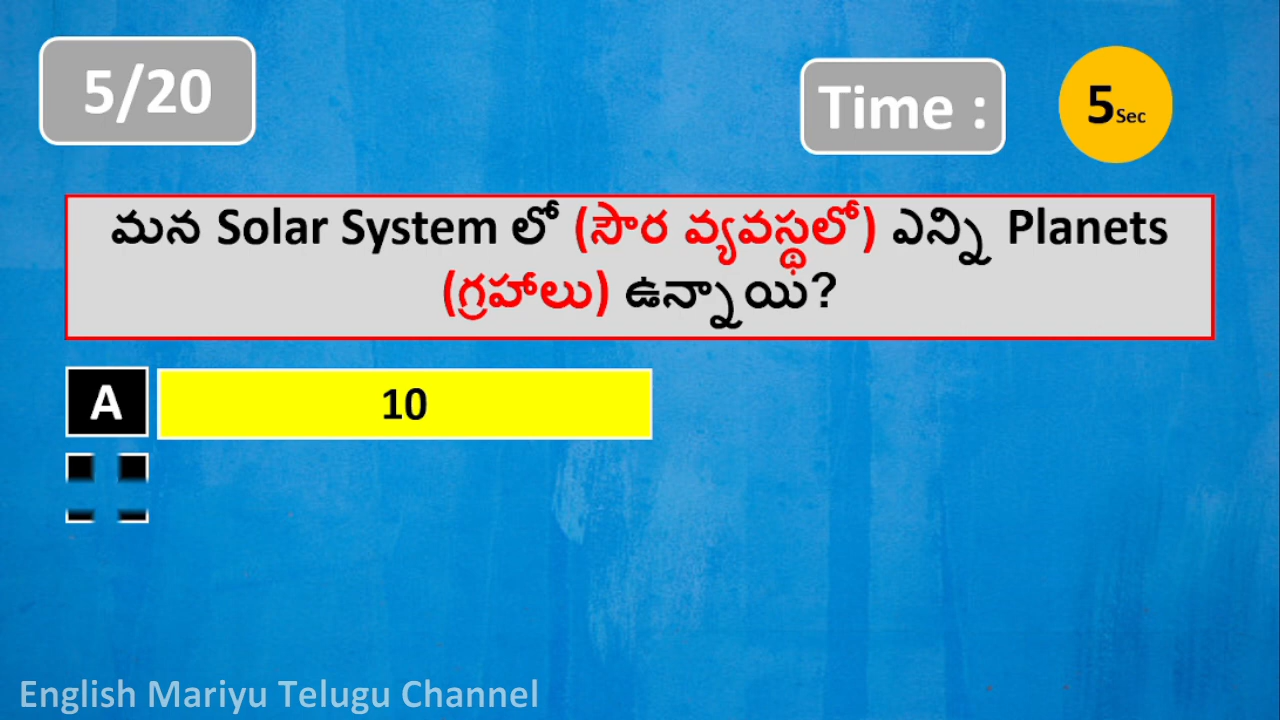 5/20
Time :
5Sec
మన Solar System లో (సౌర వ్యవస్థలో) ఎన్ని Planets
(గ్రహాలు) ఉన్నాయి?
A
10
English Mariyu Telugu Channel